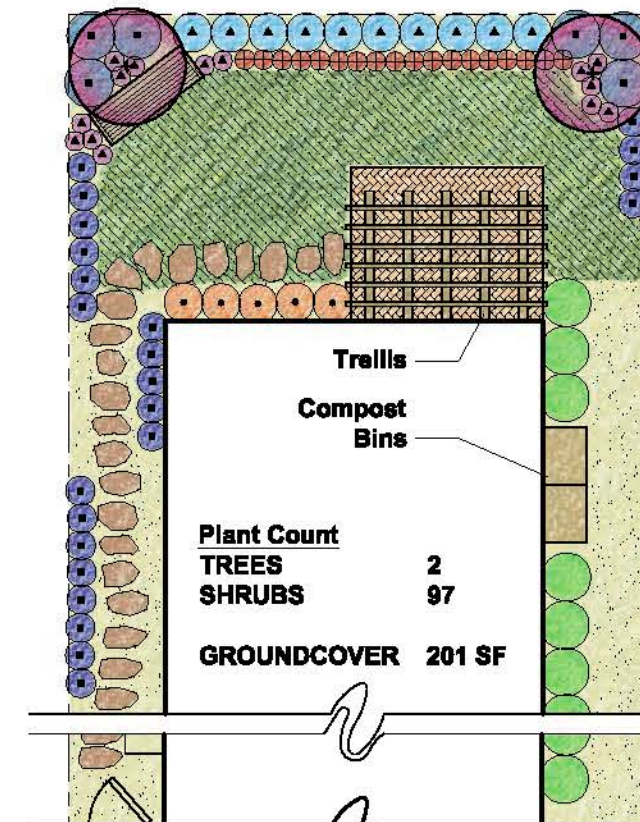 Trellis
Compost
Bins
Plant Count
TREES 2
SHRUBS 97
GROUNDCOVER 201 SF